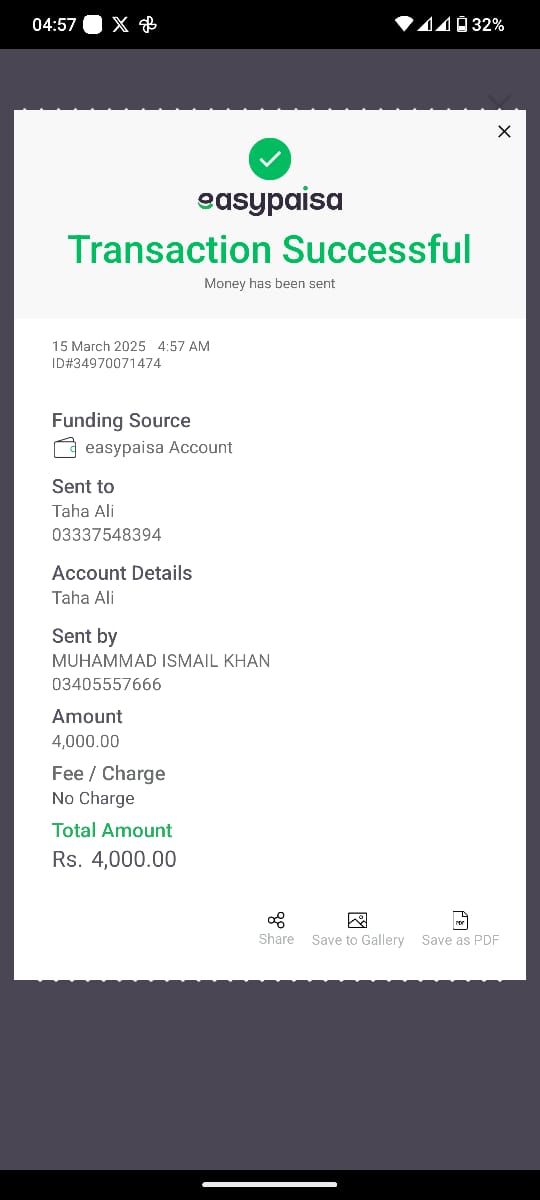 04:57
32%
easypaisa
Transaction Successful
Money has been sent
15 March 2025 4:57 AM
ID#34970071474
Funding Source
easypaisa Account
Sent to
Taha Ali
03337548394
Account Details
Taha Ali
Sent by
MUHAMMAD ISMAIL KHAN
03405557666
Amount
4,000.00
Fee / Charge
No Charge
Total Amount
Rs. 4,000.00
PDF
Share Save to Gallery Save as PDF